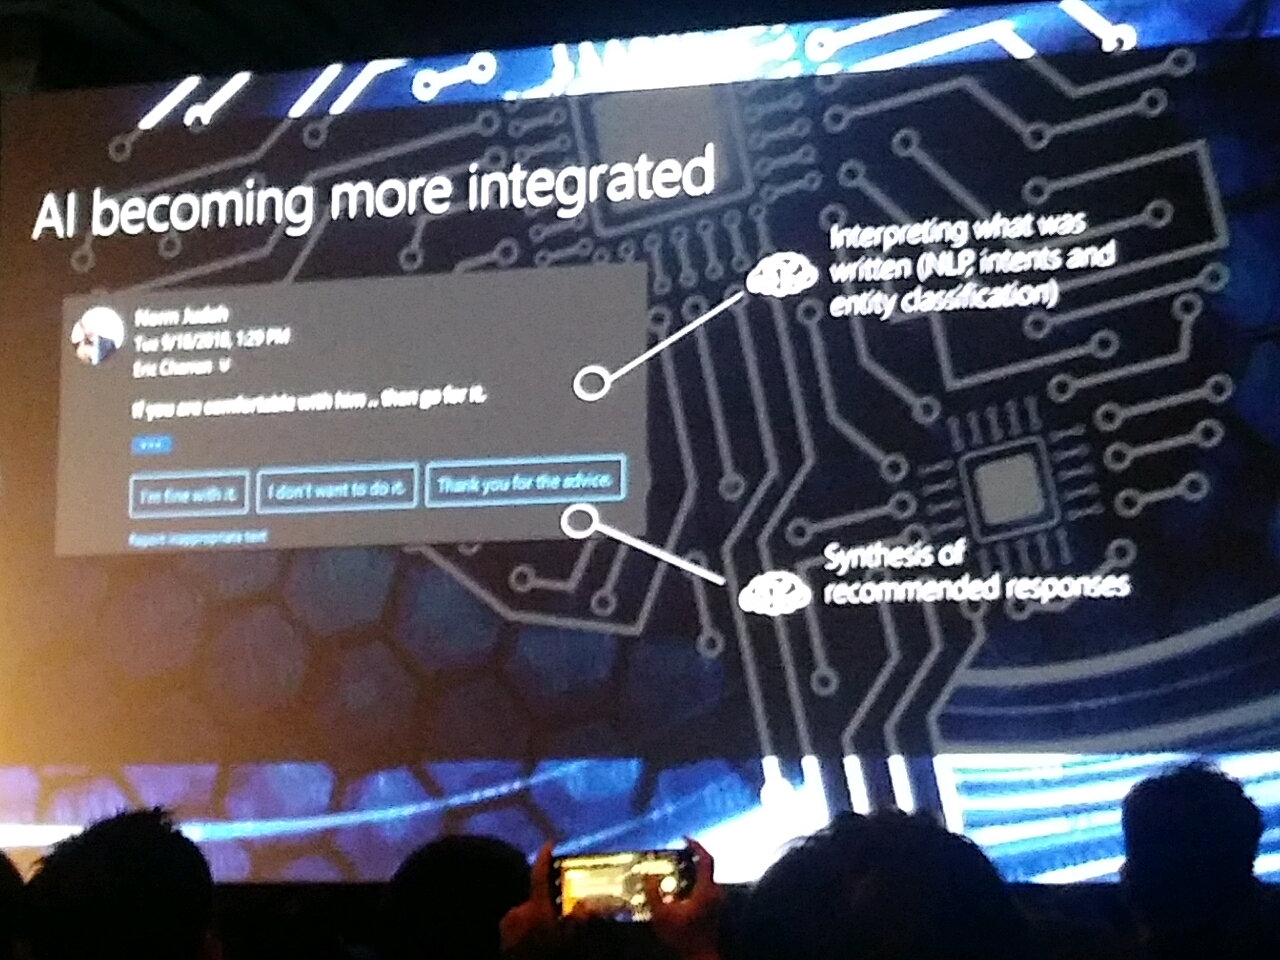 AI becoming more integrated
Norm Judah
Tue 9/18/2018, 1:29 PM
Eric Charran
If you are comfortable with him .. then go for it.
I'm fine with it.
I don't want to do it.
Thank you for the advice.
Report inappropriate text
Interpreting what was
written (NLP, intents and
entity classification)
Synthesis of
recommended responses